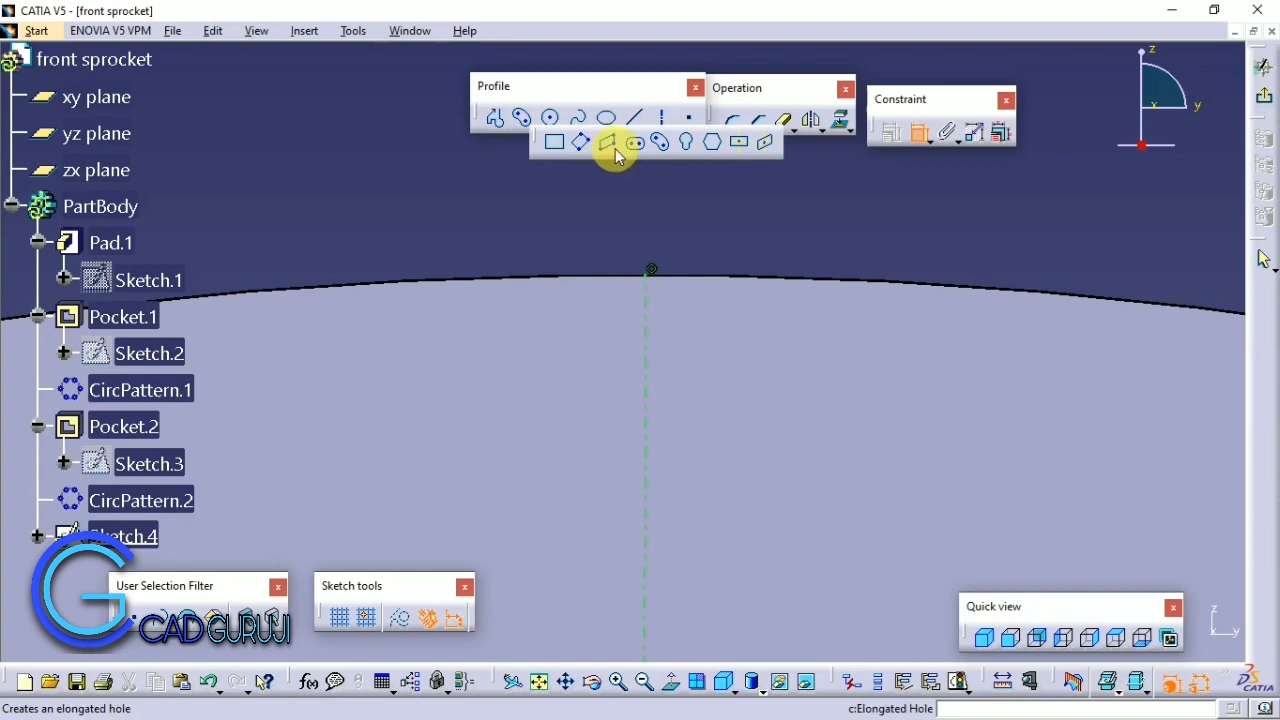 CATIA V5 - [front sprocket]
Start ENOVIA V5 VPM File Edit View Insert Tools Window Help
front sprocket
xy plane
yz plane
zx plane
PartBody
Pad.1
Sketch.1
Pocket.1
Sketch.2
CircPattern.1
Pocket.2
Sketch.3
CircPattern.2
Sketch.4
Profile
Operation
Constraint
z
x
y
User Selection Filter
Sketch tools
Quick view
CADGURUJI
z
x
y
f(x)
CATIA
Creates an elongated hole
c:Elongated Hole